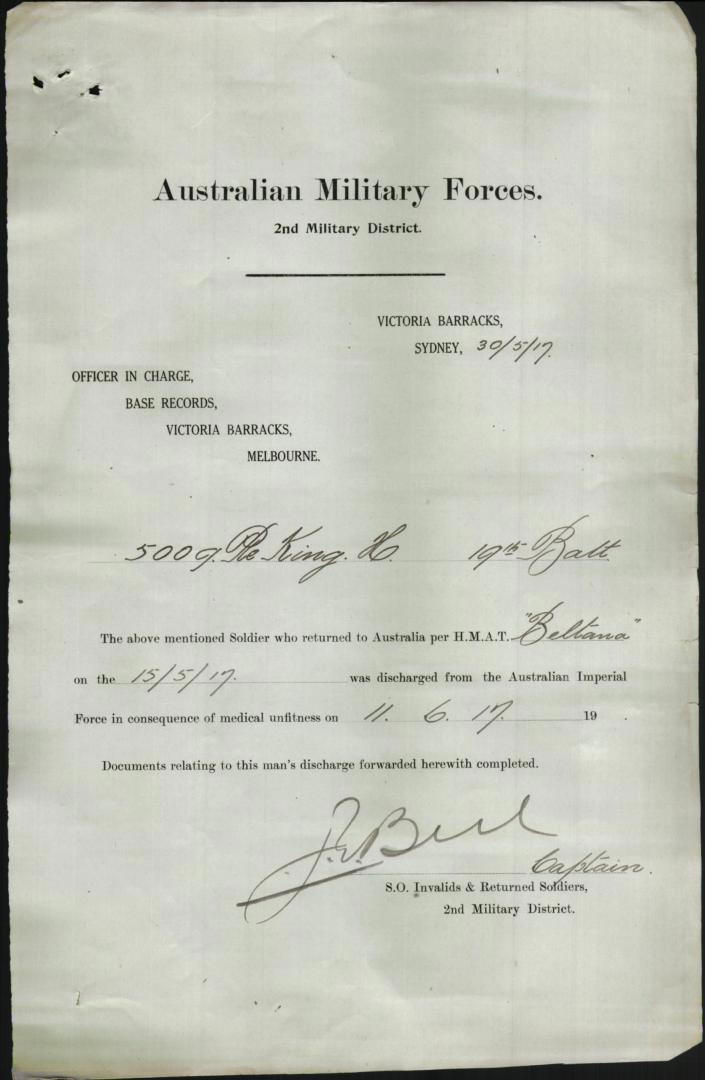 Australian Military Forces.
2nd Military District.
VICTORIA BARRACKS,
SYDNEY, 30/5/17.
OFFICER IN CHARGE,
BASE RECORDS,
VICTORIA BARRACKS,
MELBOURNE.
5009. Pte King. H. 19th Batt
The above mentioned Soldier who returned to Australia per H.M.A.T. "Beltana"
on the 15/5/17. was discharged from the Australian Imperial
Force in consequence of medical unfitness on 11. 6. 17. 19 .
Documents relating to this man's discharge forwarded herewith completed.
Captain.
S.O. Invalids & Returned Soldiers,
2nd Military District.